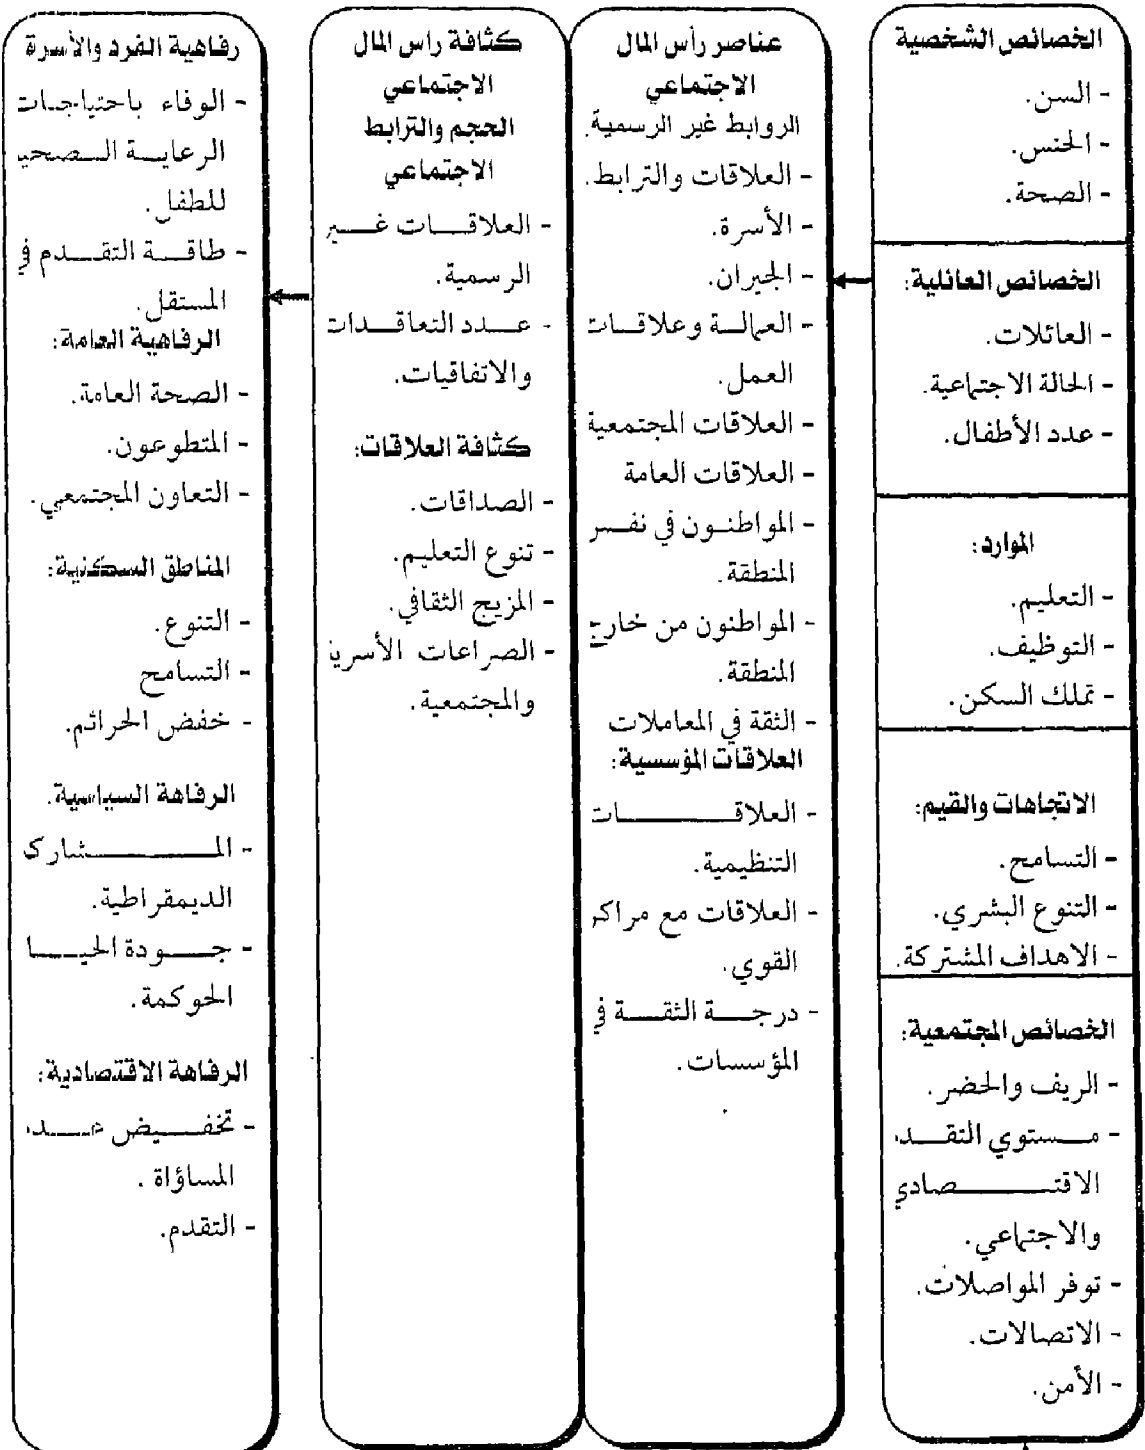 الخصائص الشخصية
- السن.
- الجنس.
- الصحة.
الخصائص العائلية:
- العائلات.
- الحالة الاجتماعية.
- عدد الأطفال.
الموارد:
- التعليم.
- التوظيف.
- تملك السكن.
الاتجاهات والقيم:
- التسامح.
- التنوع البشري.
- الاهداف المشتركة.
الخصائص المجتمعية:
- الريف والحضر.
- مستوي التقد
الاقتصادي
والاجتماعي.
- توفر المواصلات.
- الاتصالات.
- الأمن.
عناصر رأس المال
الاجتماعي
الروابط غير الرسمية.
- العلاقات والترابط.
- الأسرة.
- الجيران.
- العمالة وعلاقات
العمل.
- العلاقات المجتمعية
- العلاقات العامة
- المواطنون في نفس
المنطقة.
- المواطنون من خارج
المنطقة.
- الثقة في المعاملات
العلاقات المؤسسية:
- العلاقات
التنظيمية.
- العلاقات مع مراكز
القوي.
- درجة الثقة في
المؤسسات.
كثافة راس المال
الاجتماعي
الحجم والترابط
الاجتماعي
- العلاقات غير
الرسمية.
- عدد التعاقدات
والاتفاقيات.
كثافة العلاقات:
- الصداقات.
- تنوع التعليم.
- المزيج الثقافي.
- الصراعات الأسرية
والمجتمعية.
رفاهية الفرد والأسرة
- الوفاء باحتياجات
الرعاية الصحية
للطفل.
- طاقة التقدم في
المستقل.
الرفاهية العامة:
- الصحة العامة.
- المتطوعون.
- التعاون المجتمعي.
المناطق السكنية:
- التنوع.
- التسامح
- خفض الجرائم.
الرفاهة السياسية.
- المشارك
الديمقراطية.
- جودة الحيا
الحوكمة.
الرفاهة الاقتصادية:
- تخفيض عد
المساؤاة .
- التقدم.